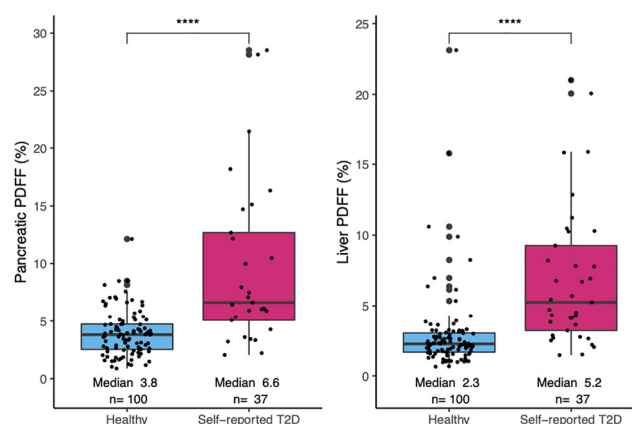 ****
30
25
20
15
10
5
0
Pancreatic PDFF (%)
Median 3.8
n= 100
Median 6.6
n= 37
Healthy
Self-reported T2D
****
25
20
15
10
5
0
Liver PDFF (%)
Median 2.3
n= 100
Median 5.2
n= 37
Healthy
Self-reported T2D